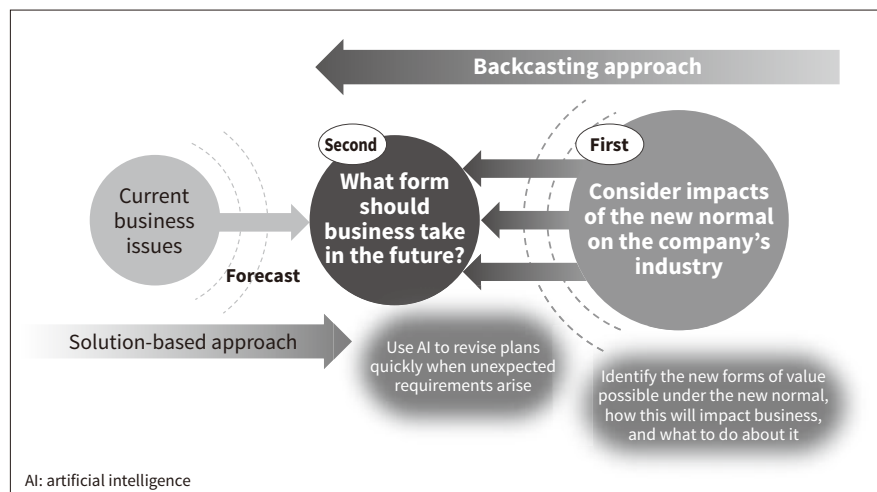 Backcasting approach
Second
First
Current
business
issues
Forecast
What form
should
business take
in the future?
Consider impacts
of the new normal
on the company's
industry
Solution-based approach
Use AI to revise plans
quickly when unexpected
requirements arise
Identify the new forms of value
possible under the new normal,
how this will impact business,
and what to do about it
AI: artificial intelligence